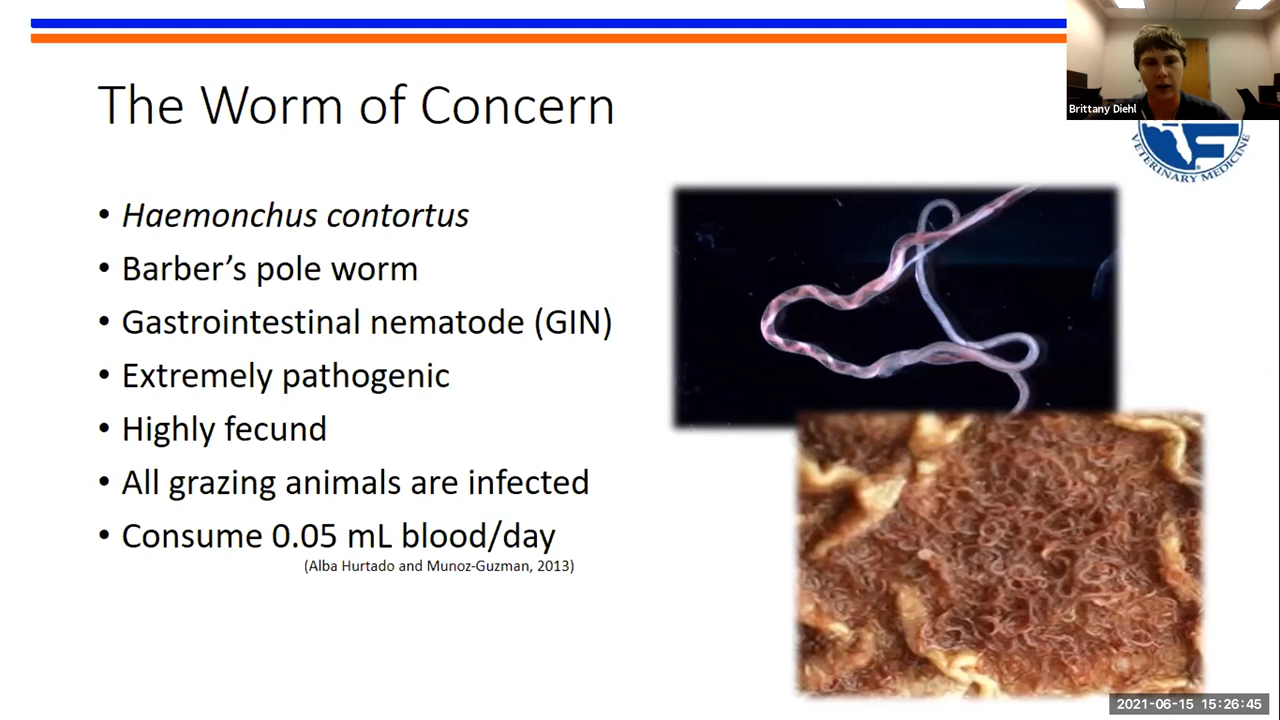 The Worm of Concern
Brittany Diehl
VETERINARY MEDICINE
• Haemonchus contortus
• Barber’s pole worm
• Gastrointestinal nematode (GIN)
• Extremely pathogenic
• Highly fecund
• All grazing animals are infected
• Consume 0.05 mL blood/day
(Alba Hurtado and Munoz-Guzman, 2013)
2021-06-15 15:26:45